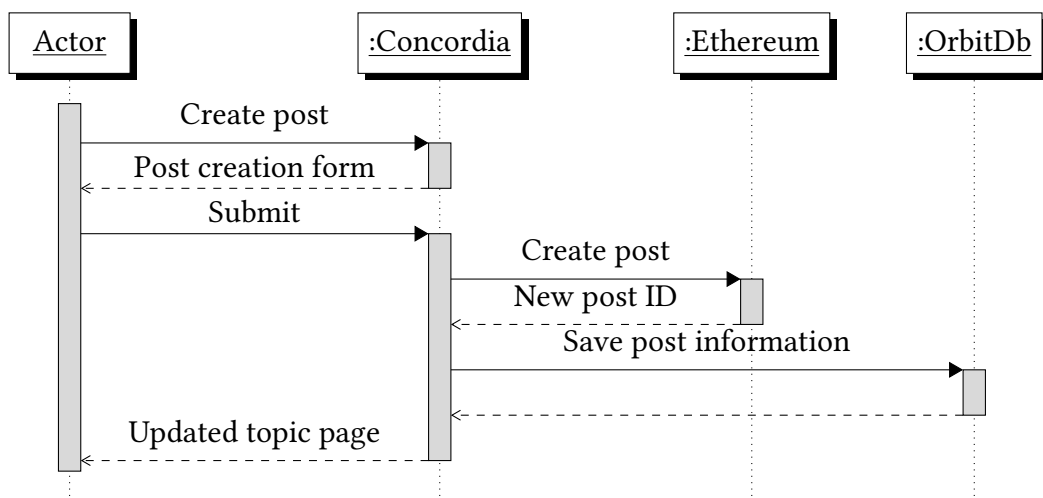 Actor
:Concordia
:Ethereum
:OrbitDb
Create post
Post creation form
Submit
Create post
New post ID
Save post information
Updated topic page